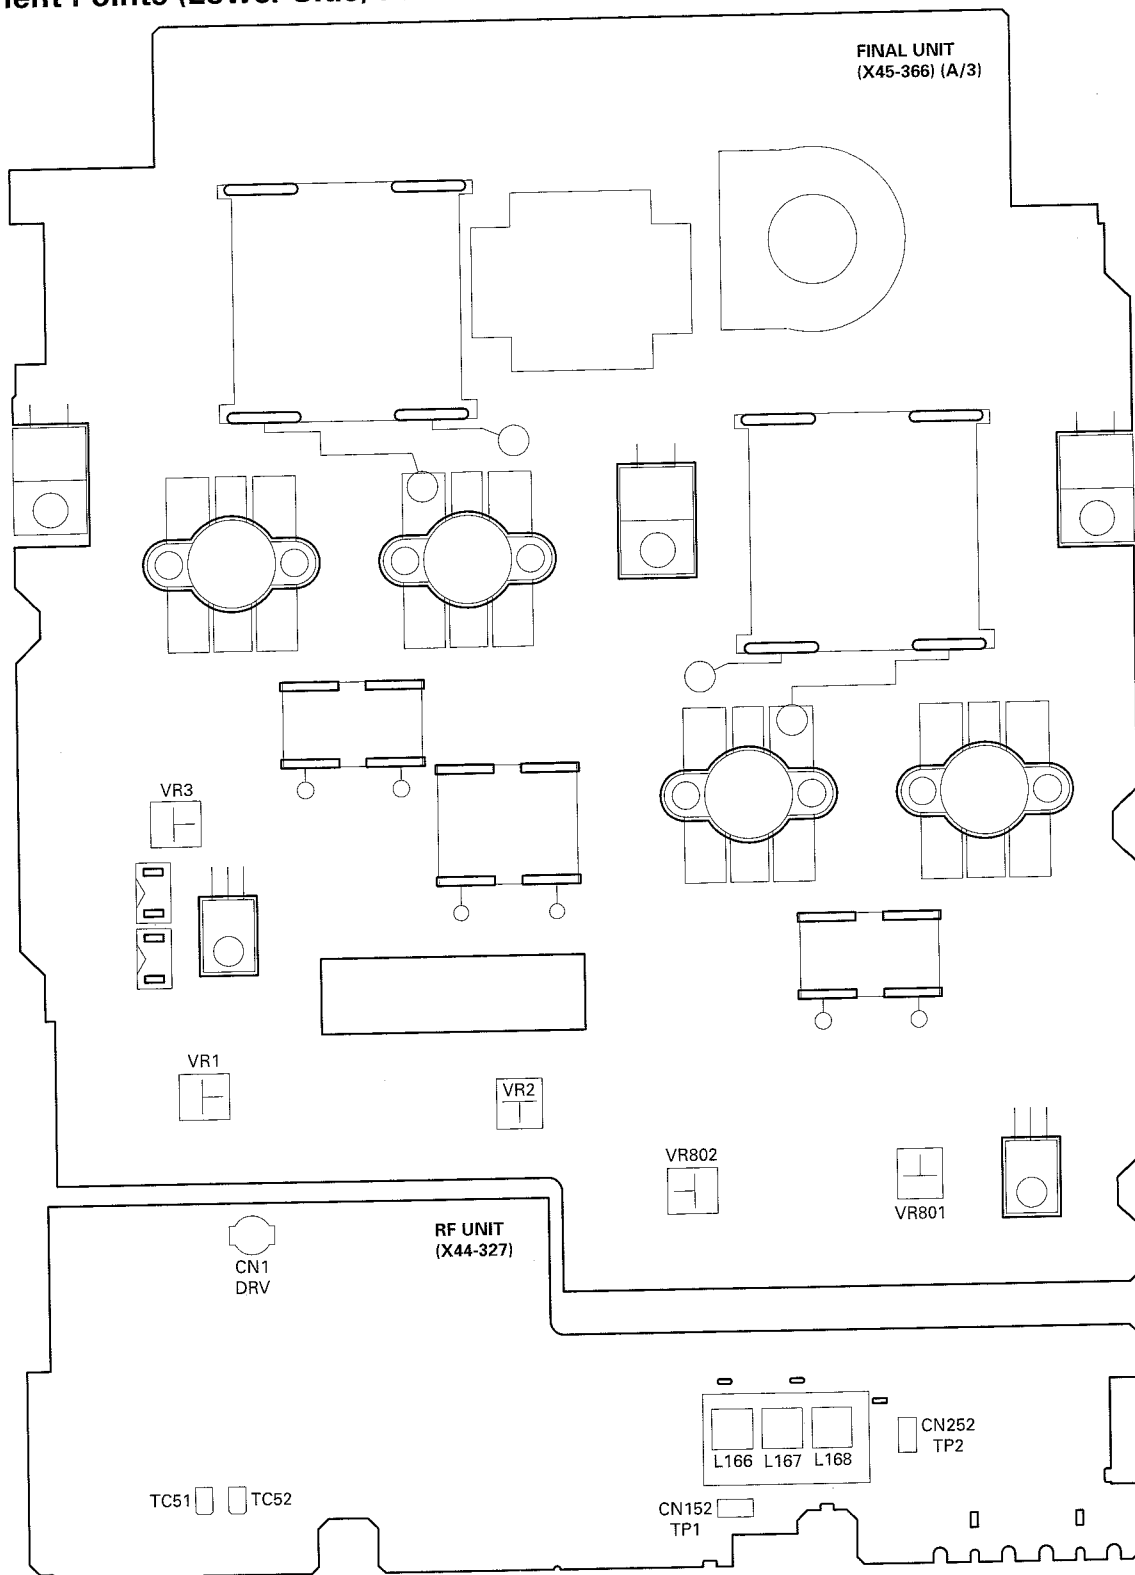 FINAL UNIT
(X45-366) (A/3)
VR3
VR1
VR2
VR802
VR801
RF UNIT
(X44-327)
CN1
DRV
CN252
TP2
L166 L167 L168
TC51
TC52
CN152
TP1